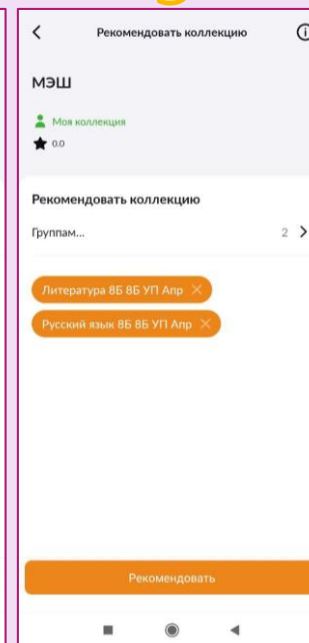 Рекомендовать коллекцию
МЭШ
Моя коллекция
0.0
Рекомендовать коллекцию
Группам... 2
Литература 8Б 8Б УП Апр
Русский язык 8Б 8Б УП Апр
Рекомендовать